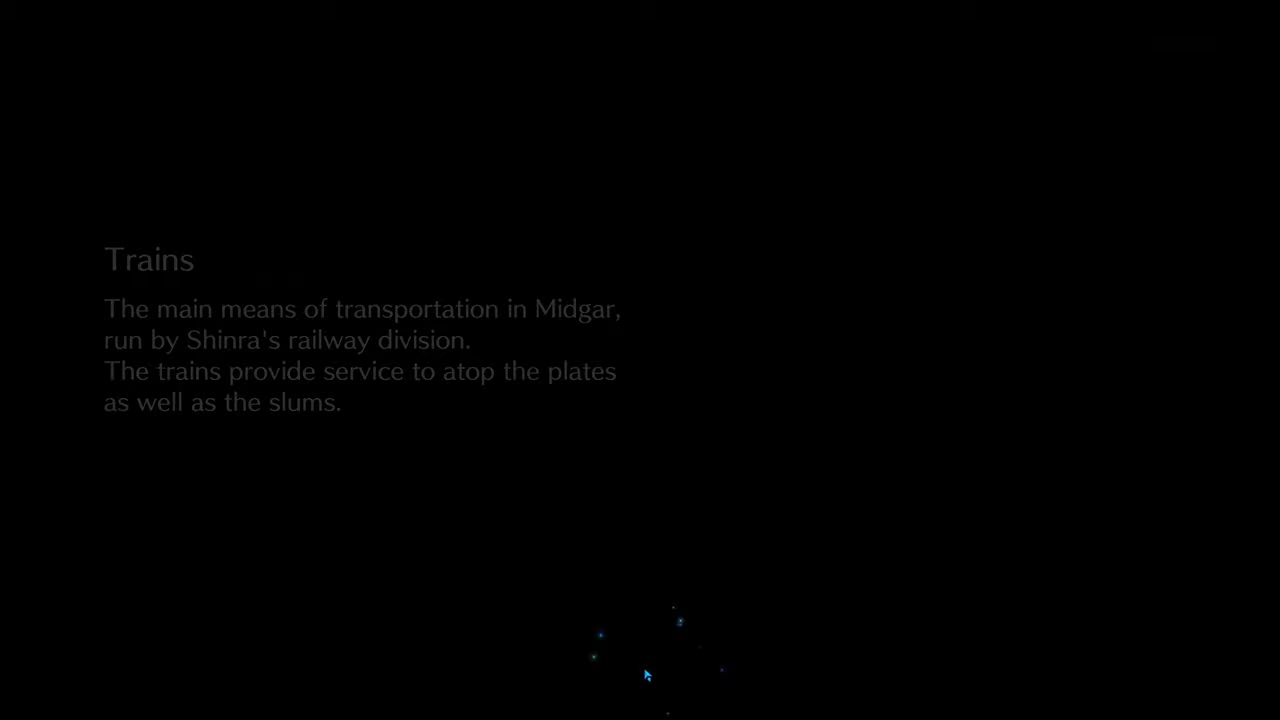 Trains
The main means of transportation in Midgar,
run by Shinra's railway division.
The trains provide service to atop the plates
as well as the slums.